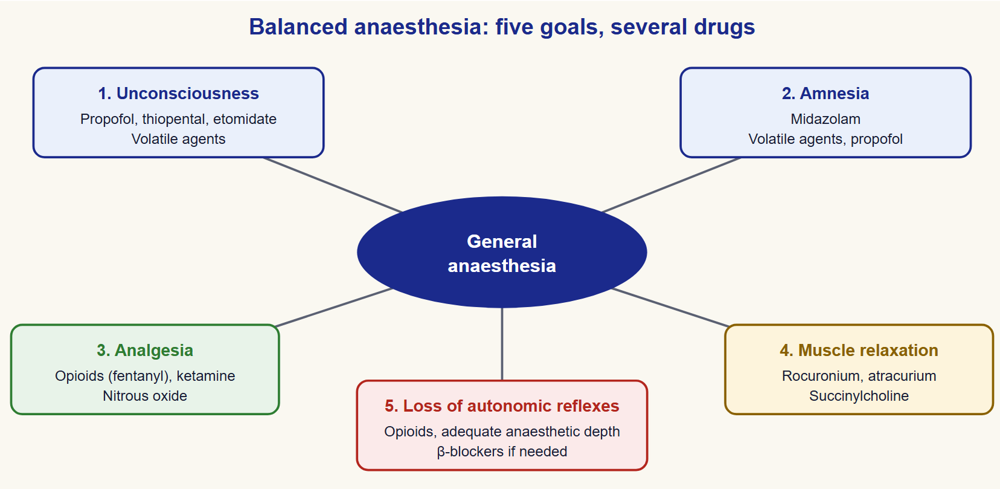 Balanced anaesthesia: five goals, several drugs
1. Unconsciousness
Propofol, thiopental, etomidate
Volatile agents
2. Amnesia
Midazolam
Volatile agents, propofol
General
anaesthesia
3. Analgesia
Opioids (fentanyl), ketamine
Nitrous oxide
4. Muscle relaxation
Rocuronium, atracurium
Succinylcholine
5. Loss of autonomic reflexes
Opioids, adequate anaesthetic depth
β-blockers if needed